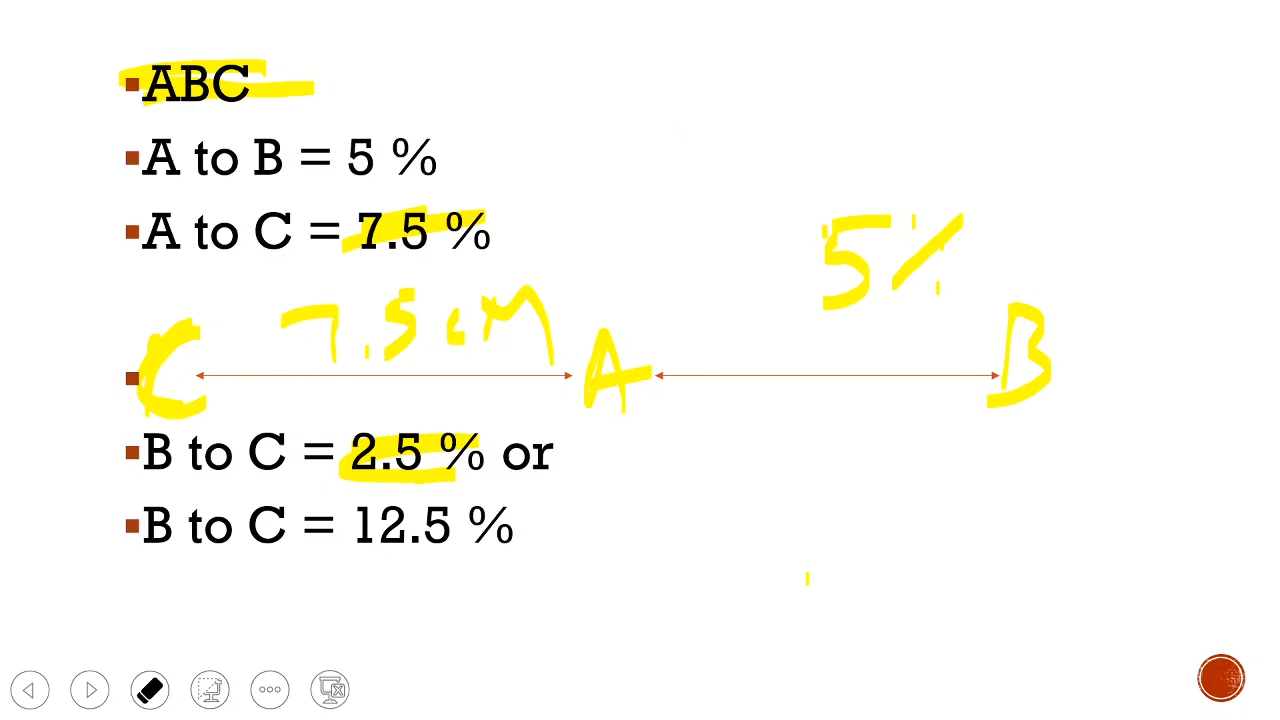 ABC
A to B = 5 %
A to C = 7.5 %
5%
7.5 cM
C A B
B to C = 2.5 % or
B to C = 12.5 %